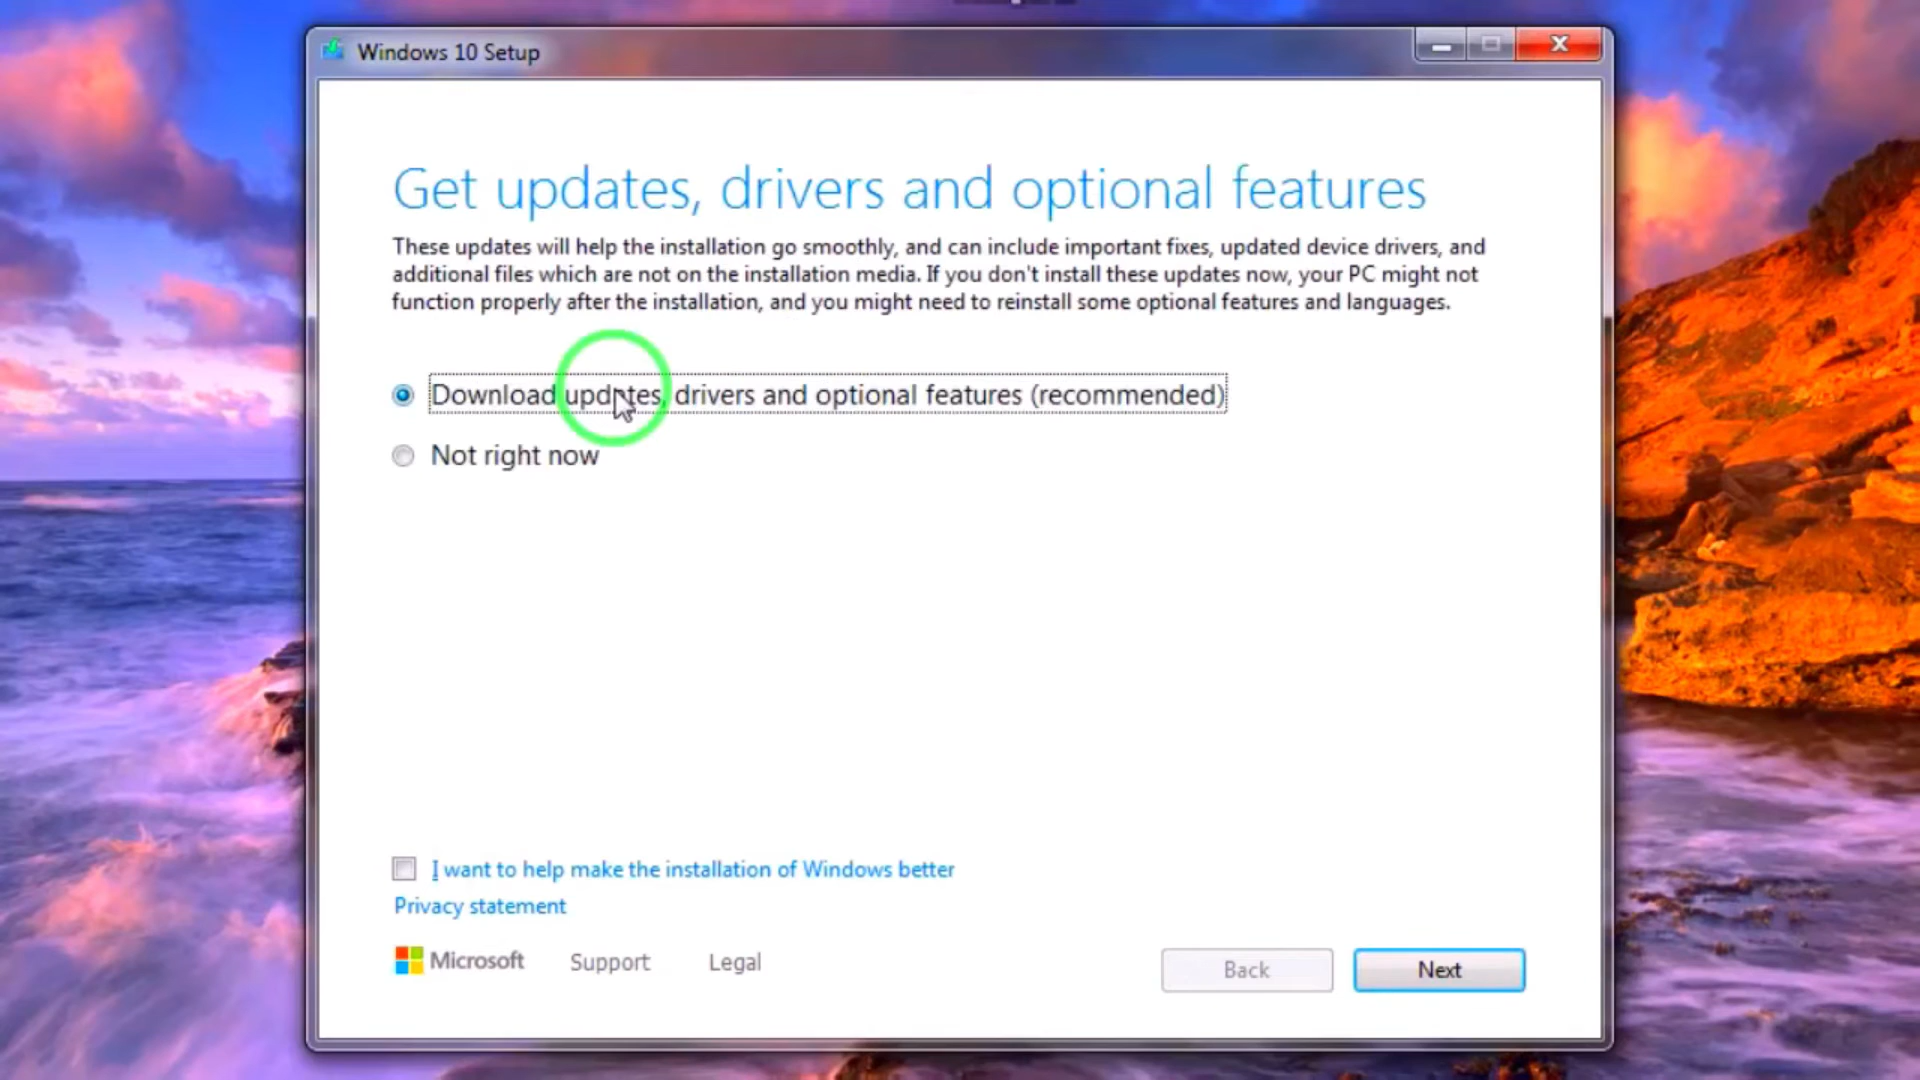 Windows 10 Setup
Get updates, drivers and optional features
These updates will help the installation go smoothly, and can include important fixes, updated device drivers, and
additional files which are not on the installation media. If you don't install these updates now, your PC might not
function properly after the installation, and you might need to reinstall some optional features and languages.
Download updates, drivers and optional features (recommended)
Not right now
I want to help make the installation of Windows better
Privacy statement
Microsoft Support Legal Back Next